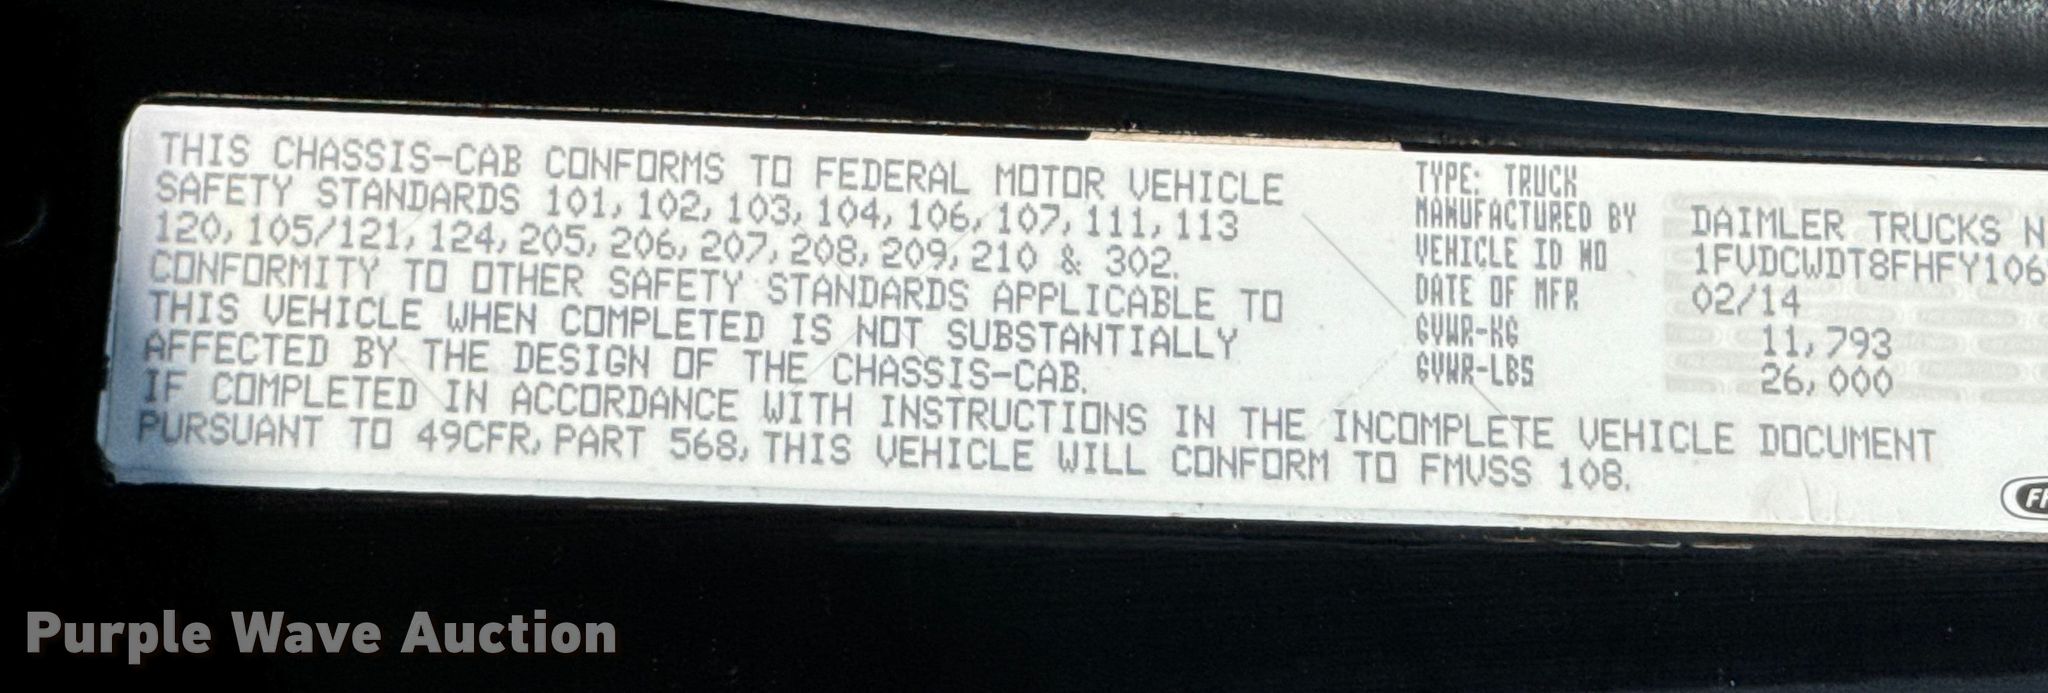 THIS CHASSIS-CAB CONFORMS TO FEDERAL MOTOR VEHICLE
SAFETY STANDARDS 101, 102, 103, 104, 106, 107, 111, 113
120, 105/121, 124, 205, 206, 207, 208, 209, 210 & 302.
CONFORMITY TO OTHER SAFETY STANDARDS APPLICABLE TO
THIS VEHICLE WHEN COMPLETED IS NOT SUBSTANTIALLY
AFFECTED BY THE DESIGN OF THE CHASSIS-CAB.
IF COMPLETED IN ACCORDANCE WITH INSTRUCTIONS IN THE INCOMPLETE VEHICLE DOCUMENT
PURSUANT TO 49CFR, PART 568, THIS VEHICLE WILL CONFORM TO FMVSS 108.
TYPE: TRUCK
MANUFACTURED BY DAIMLER TRUCKS N
VEHICLE ID NO 1FVDCWDT8FHFY106
DATE OF MFR 02/14
GVWR-KG 11,793
GVWR-LBS 26,000
Purple Wave Auction